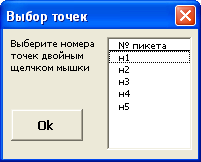 Выбор точек
Выберите номера
точек двойным
щелчком мышки
№ пикета
н1
н2
н3
н4
н5
Ok